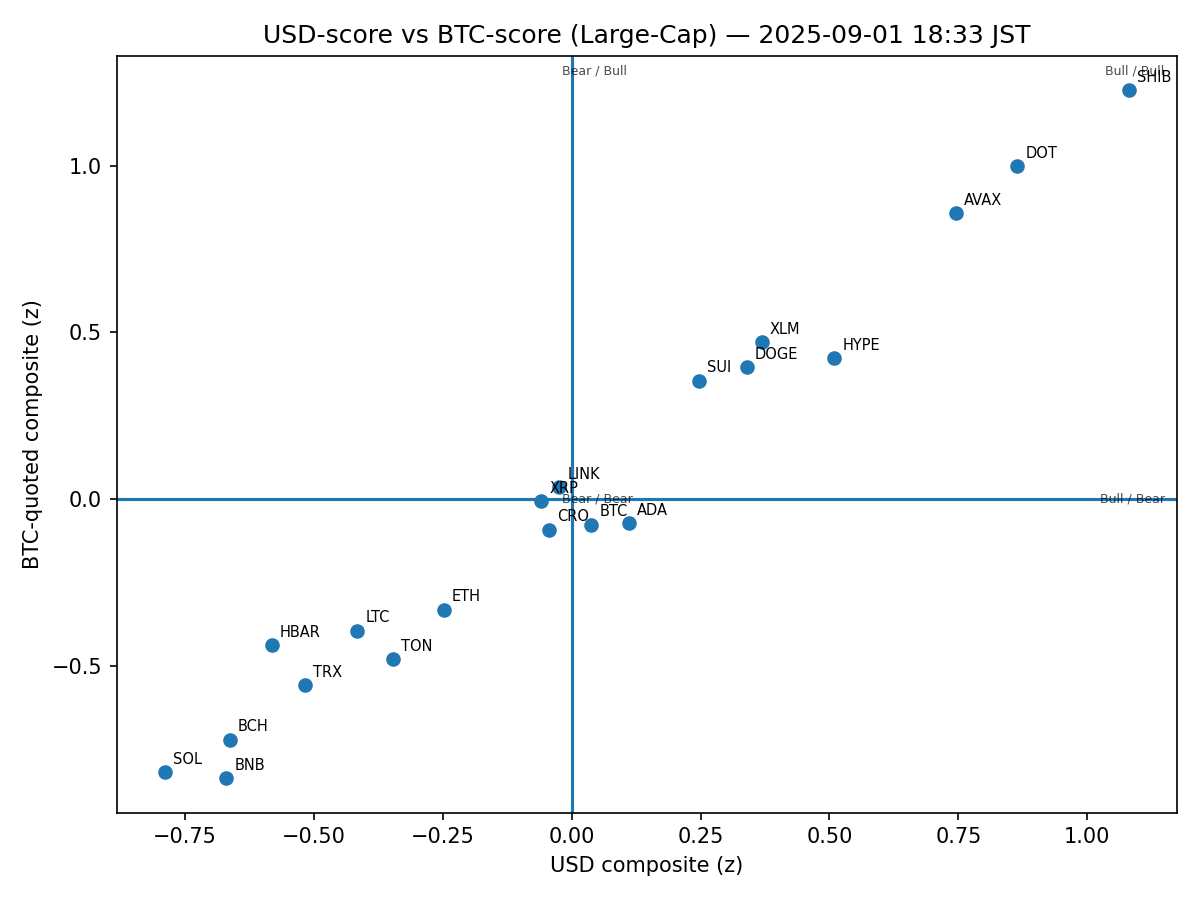 USD-score vs BTC-score (Large-Cap) — 2025-09-01 18:33 JST
Bear / Bull
Bull / Bull
SHIB
DOT
AVAX
XLM
HYPE
DOGE
SUI
LINK
XRP
Bear / Bear
Bull / Bear
CRO
BTC
ADA
ETH
LTC
HBAR
TON
TRX
BCH
SOL
BNB
1.0
0.5
0.0
−0.5
BTC-quoted composite (z)
−0.75
−0.50
−0.25
0.00
0.25
0.50
0.75
1.00
USD composite (z)